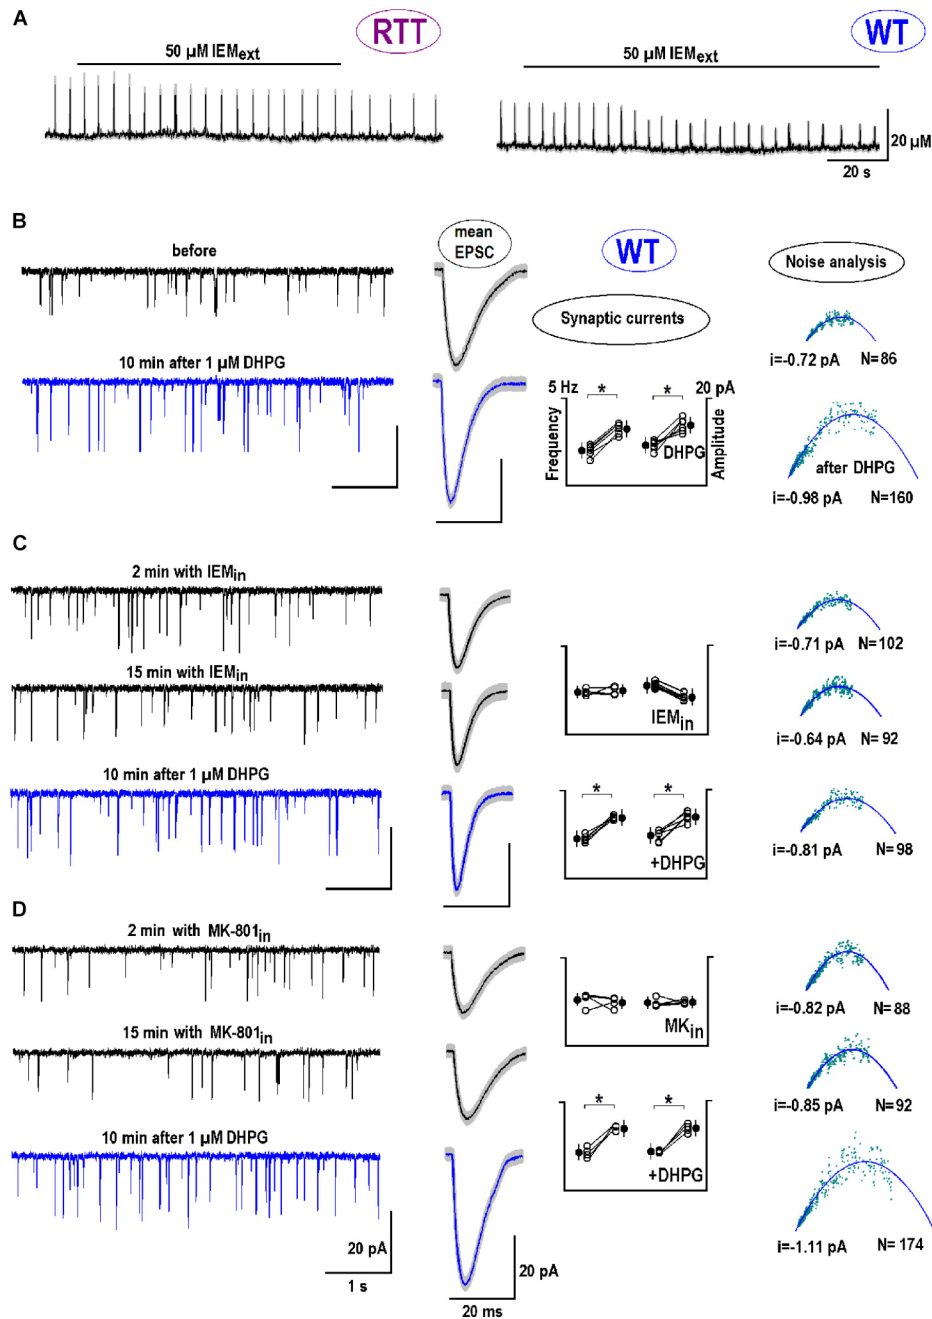 A
RTT
WT
50 µM IEMext
50 µM IEMext
20 µM
20 s
B
before
mean
EPSC
WT
Noise analysis
Synaptic currents
i=-0.72 pA N=86
10 min after 1 µM DHPG
5 Hz * * 20 pA
Frequency
DHPG
Amplitude
after DHPG
i=-0.98 pA N=160
C
2 min with IEMin
i=-0.71 pA N=102
15 min with IEMin
IEMin
i=-0.64 pA N= 92
10 min after 1 µM DHPG
* *
+DHPG
i=-0.81 pA N=98
D
2 min with MK-801in
MKin
i=-0.82 pA N= 88
15 min with MK-801in
i=-0.85 pA N=92
10 min after 1 µM DHPG
* *
+DHPG
i=-1.11 pA N= 174
20 pA
1 s
20 pA
20 ms